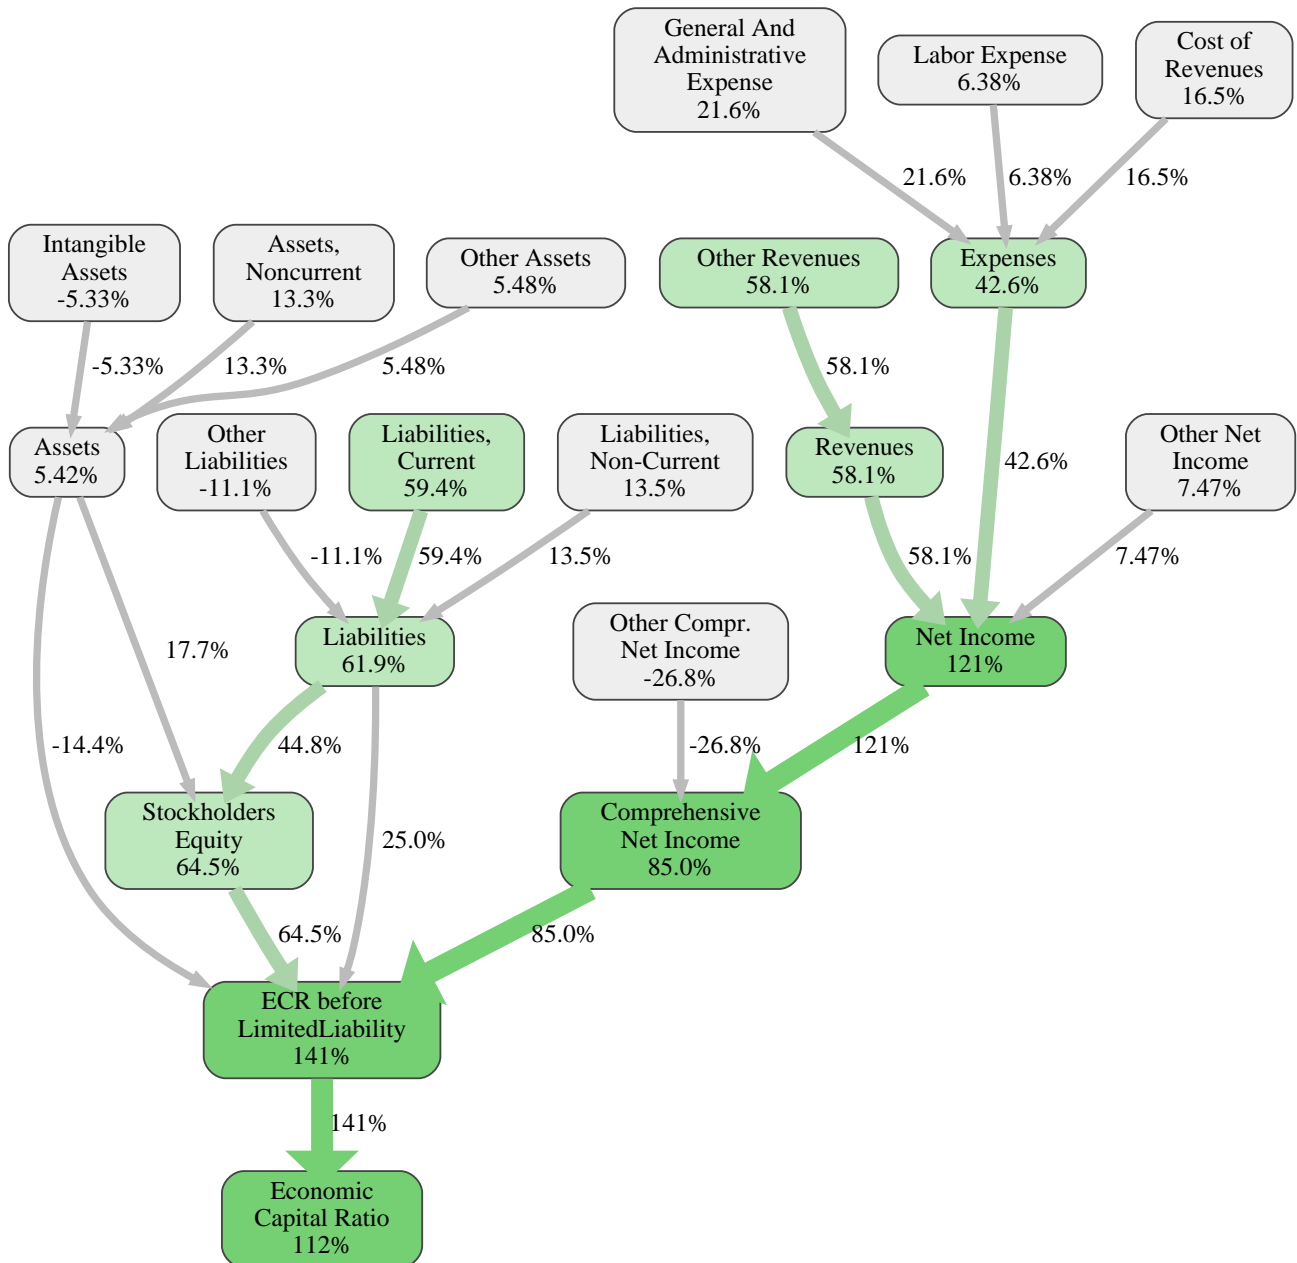 General And
Administrative
Expense
21.6%
Labor Expense
6.38%
Cost of
Revenues
16.5%
21.6%
6.38%
16.5%
Intangible
Assets
-5.33%
Assets,
Noncurrent
13.3%
Other Assets
5.48%
Other Revenues
58.1%
Expenses
42.6%
-5.33%
13.3%
5.48%
58.1%
Assets
5.42%
Other
Liabilities
-11.1%
Liabilities,
Current
59.4%
Liabilities,
Non-Current
13.5%
Revenues
58.1%
42.6%
Other Net
Income
7.47%
-11.1%
59.4%
13.5%
58.1%
7.47%
Liabilities
61.9%
Other Compr.
Net Income
-26.8%
Net Income
121%
17.7%
-14.4%
44.8%
-26.8%
121%
Stockholders
Equity
64.5%
25.0%
Comprehensive
Net Income
85.0%
64.5%
85.0%
ECR before
LimitedLiability
141%
141%
Economic
Capital Ratio
112%